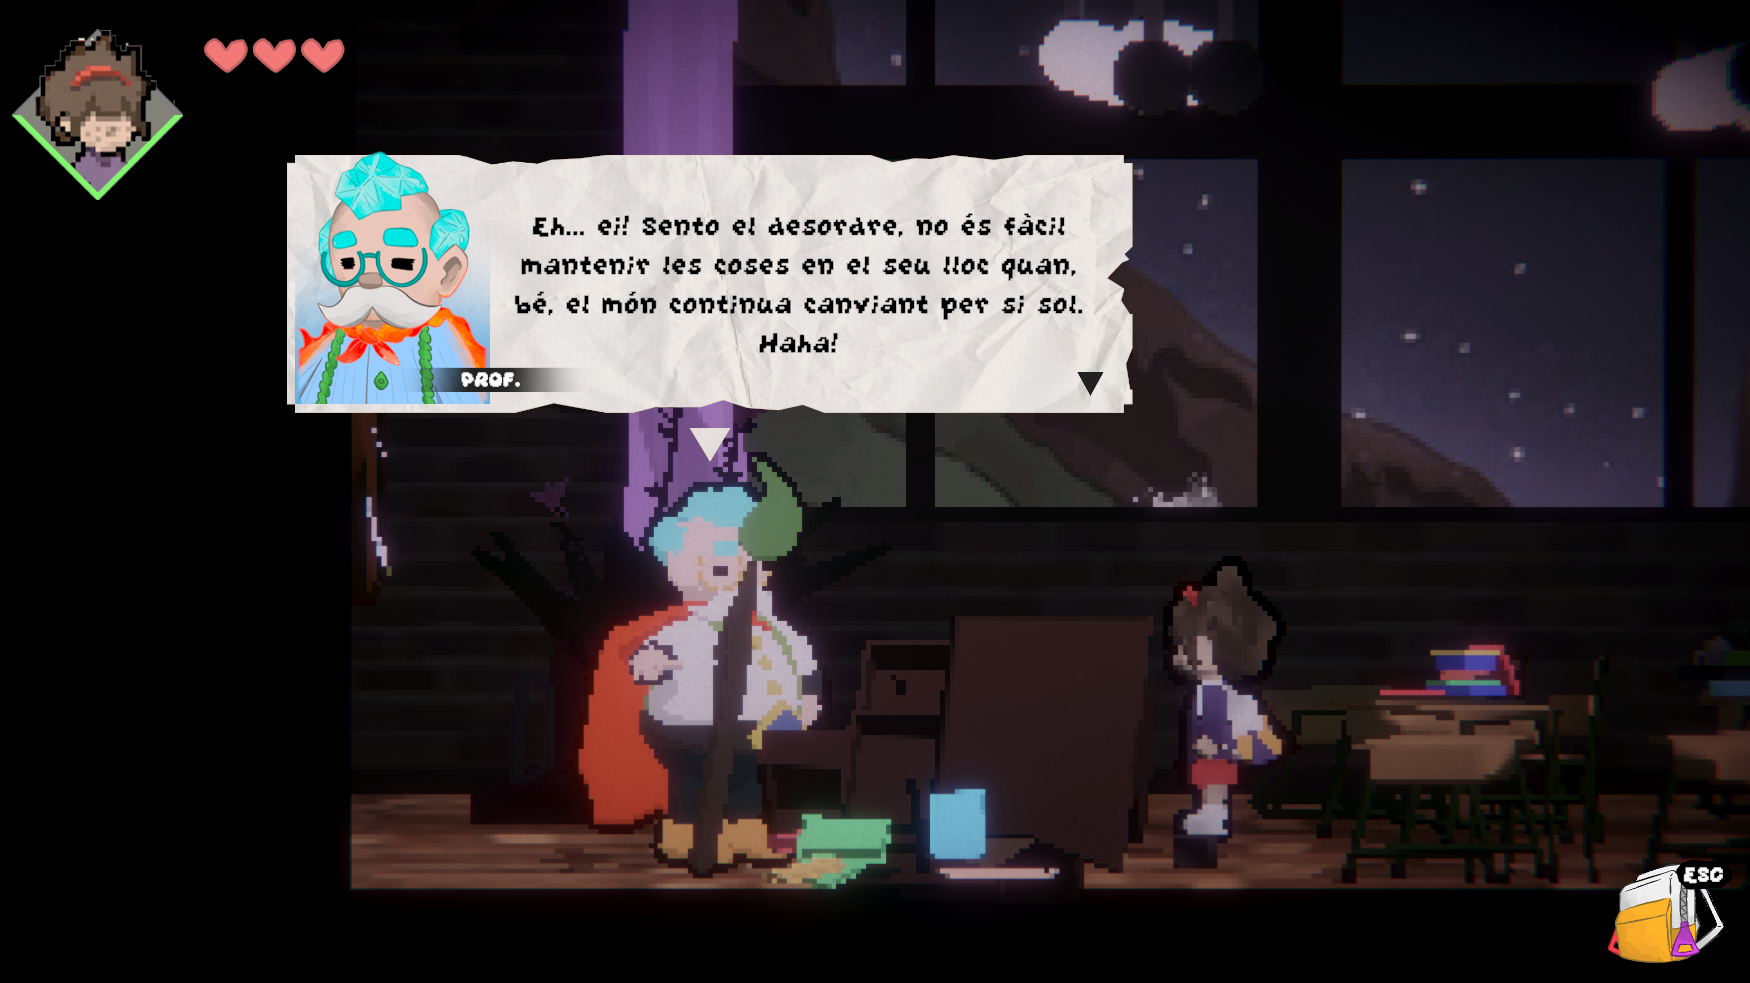 Eh... ei! Sento el desordre, no és fàcil
mantenir les coses en el seu lloc quan,
bé, el món continua canviant per si sol.
Haha!
PROF.
ESC